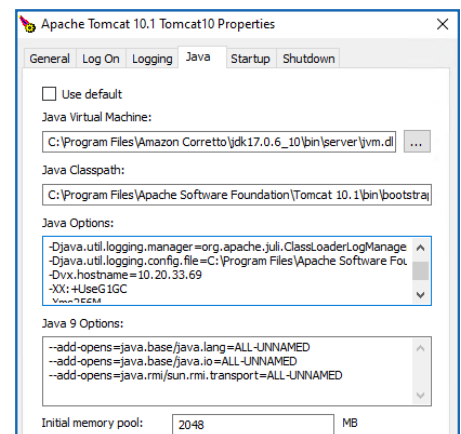 Apache Tomcat 10.1 Tomcat10 Properties
General Log On Logging Java Startup Shutdown
Use default
Java Virtual Machine:
C:\Program Files\Amazon Corretto\jdk17.0.6_10\bin\server\jvm.dl ...
Java Classpath:
C:\Program Files\Apache Software Foundation\Tomcat 10.1\bin\bootstrap
Java Options:
-Djava.util.logging.manager=org.apache.juli.ClassLoaderLogManage
-Djava.util.logging.config.file=C:\Program Files\Apache Software Fou
-Dvx.hostname=10.20.33.69
-XX:+UseG1GC
-Xms256M
Java 9 Options:
--add-opens=java.base/java.lang=ALL-UNNAMED
--add-opens=java.base/java.io=ALL-UNNAMED
--add-opens=java.rmi/sun.rmi.transport=ALL-UNNAMED
Initial memory pool: 2048 MB